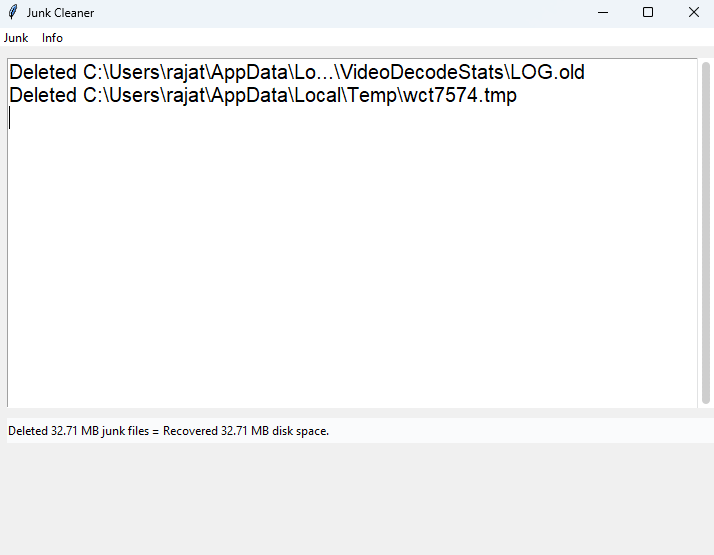 Junk Cleaner
Junk Info
Deleted C:\Users\rajat\AppData\Lo...\VideoDecodeStats\LOG.old
Deleted C:\Users\rajat\AppData\Local\Temp\wct7574.tmp
Deleted 32.71 MB junk files = Recovered 32.71 MB disk space.